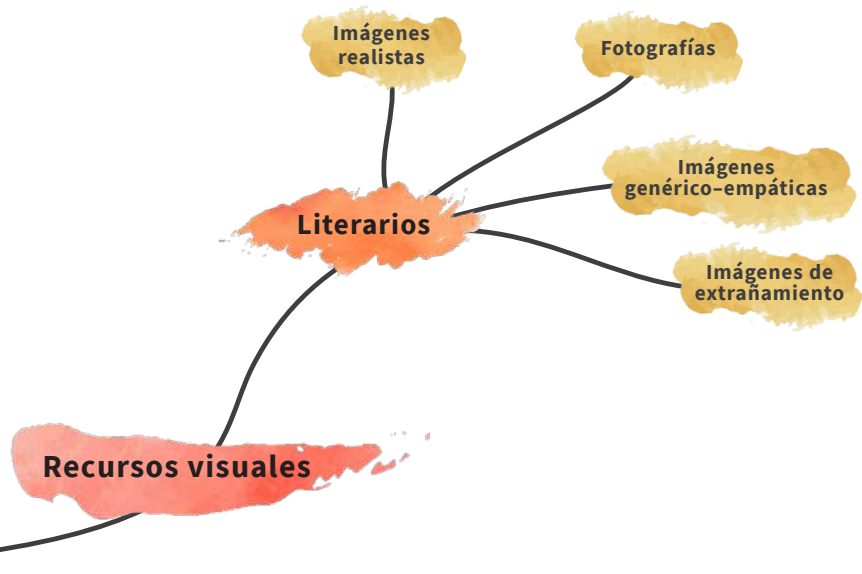 Imágenes
realistas
Fotografías
Imágenes
genérico-empáticas
Literarios
Imágenes de
extrañamiento
Recursos visuales